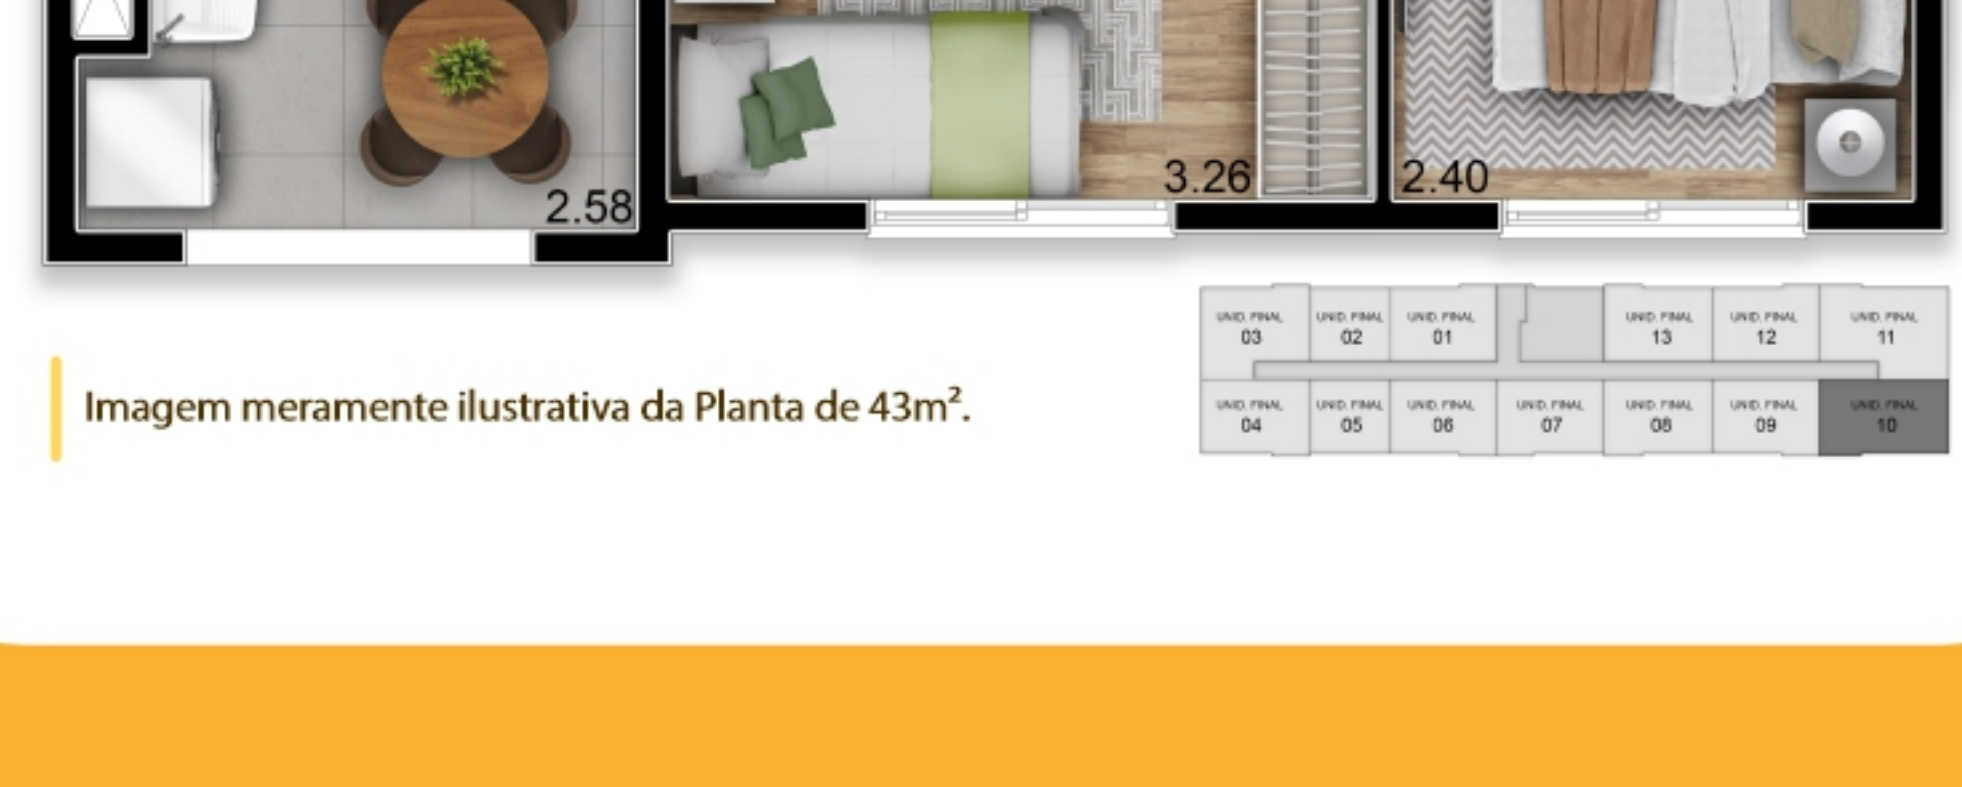 2.58
3.26
2.40
UNID. FINAL
03
UNID. FINAL
02
UNID. FINAL
01
UNID. FINAL
13
UNID. FINAL
12
UNID. FINAL
11
UNID. FINAL
04
UNID. FINAL
05
UNID. FINAL
06
UNID. FINAL
07
UNID. FINAL
08
UNID. FINAL
09
UNID. FINAL
10
Imagem meramente ilustrativa da Planta de 43m².